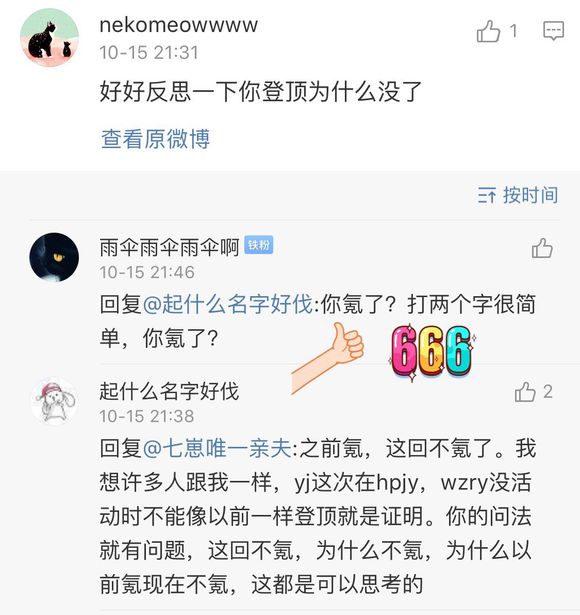 nekomeowwww
1
10-15 21:31
好好反思一下你登顶为什么没了
查看原微博
按时间
雨伞雨伞雨伞啊 铁粉
10-15 21:46
回复@起什么名字好伐:你氪了？打两个字很简
单，你氪了？
666
起什么名字好伐
2
10-15 21:38
回复@七崽唯一亲夫:之前氪，这回不氪了。我
想许多人跟我一样，yj这次在hpjy，wzry没活
动时不能像以前一样登顶就是证明。你的问法
就有问题，这回不氪，为什么不氪，为什么以
前氪现在不氪，这都是可以思考的